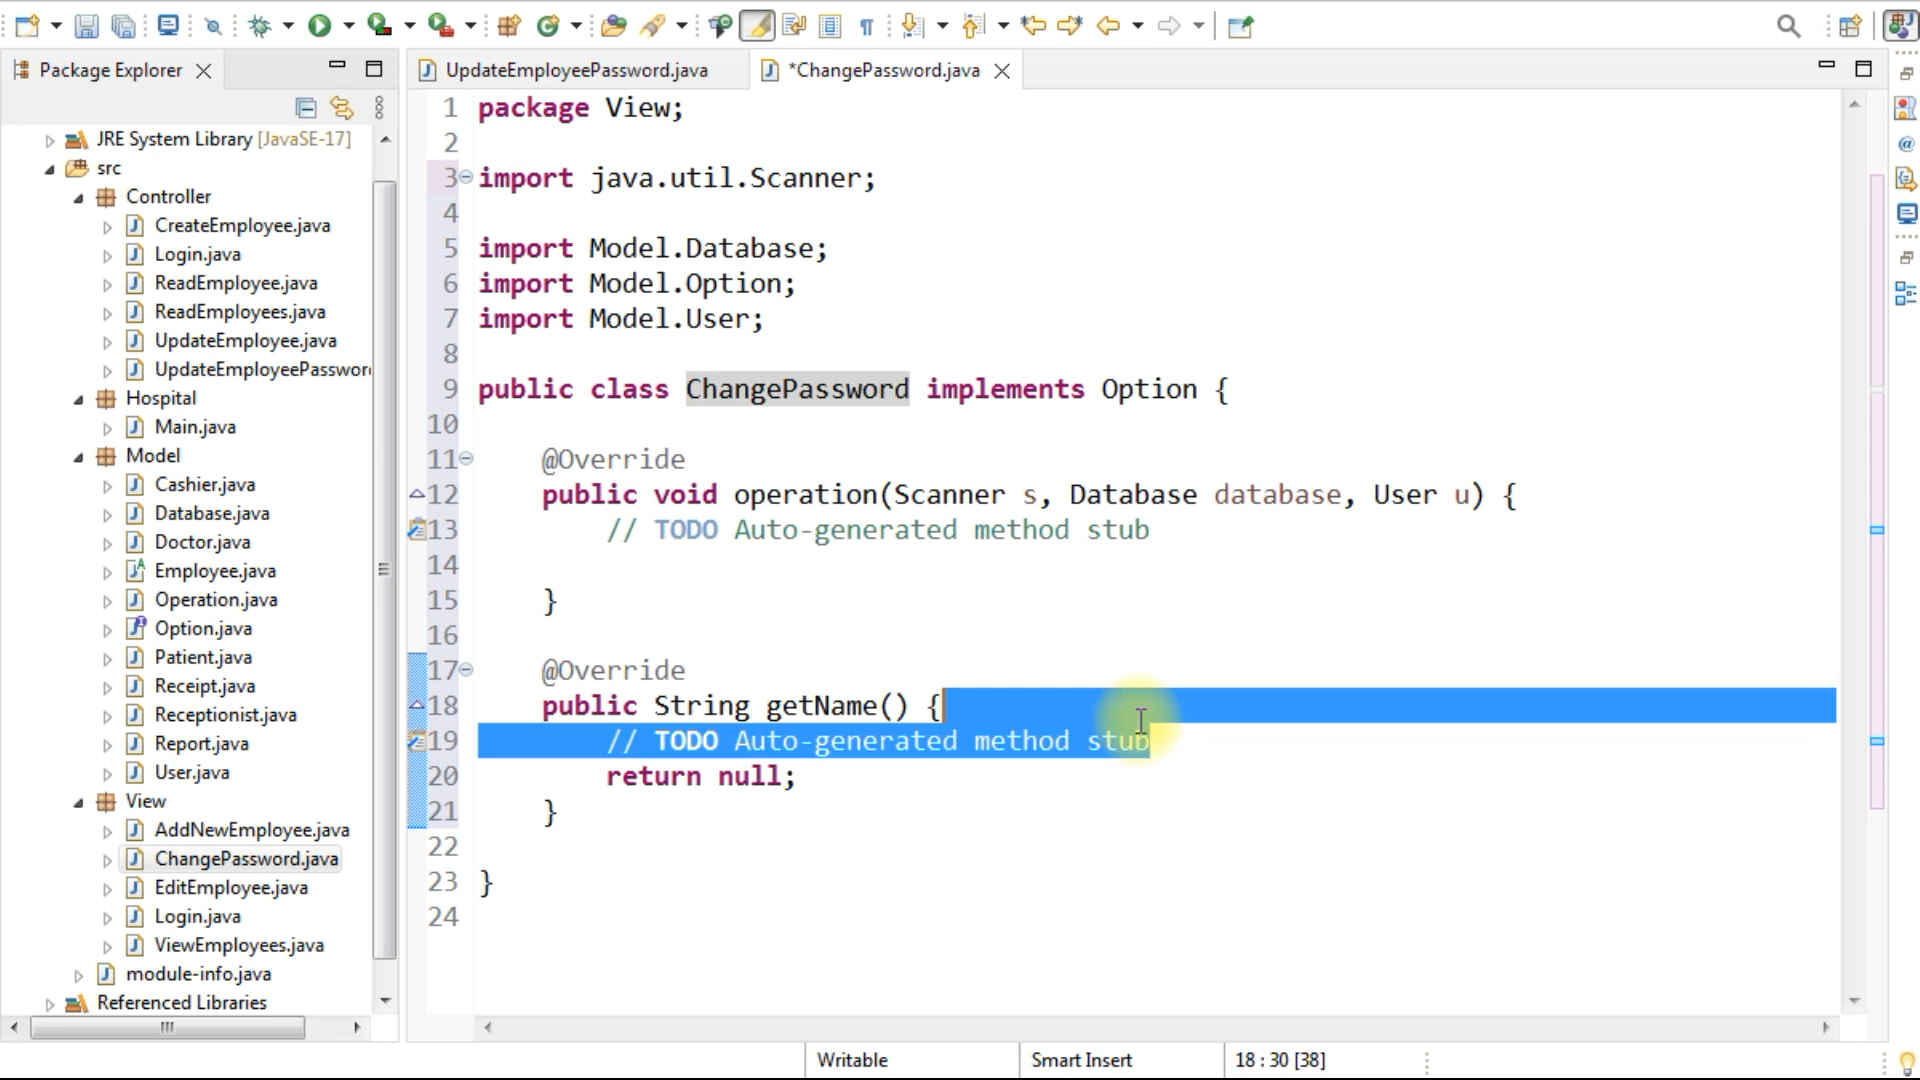 Package Explorer
UpdateEmployeePassword.java
*ChangePassword.java
JRE System Library [JavaSE-17]
src
Controller
CreateEmployee.java
Login.java
ReadEmployee.java
ReadEmployees.java
UpdateEmployee.java
UpdateEmployeePassword
Hospital
Main.java
Model
Cashier.java
Database.java
Doctor.java
Employee.java
Operation.java
Option.java
Patient.java
Receipt.java
Receptionist.java
Report.java
User.java
View
AddNewEmployee.java
ChangePassword.java
EditEmployee.java
Login.java
ViewEmployees.java
module-info.java
Referenced Libraries
1 package View;
2
3 import java.util.Scanner;
4
5 import Model.Database;
6 import Model.Option;
7 import Model.User;
8
9 public class ChangePassword implements Option {
10
11 @Override
12 public void operation(Scanner s, Database database, User u) {
13 // TODO Auto-generated method stub
14
15 }
16
17 @Override
18 public String getName() {
19 // TODO Auto-generated method stub
20 return null;
21 }
22
23 }
24
Writable
Smart Insert
18 : 30 [38]